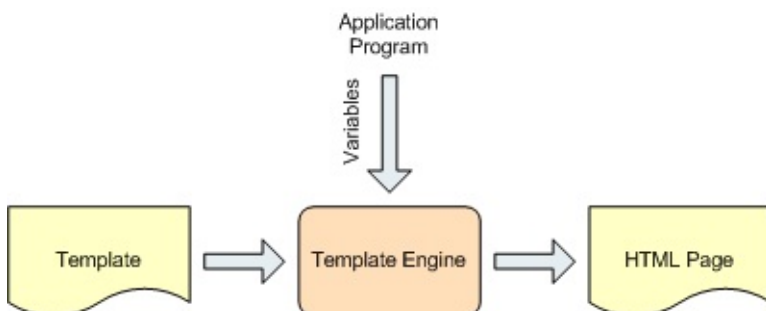 Application
Program
Variables
Template
Template Engine
HTML Page